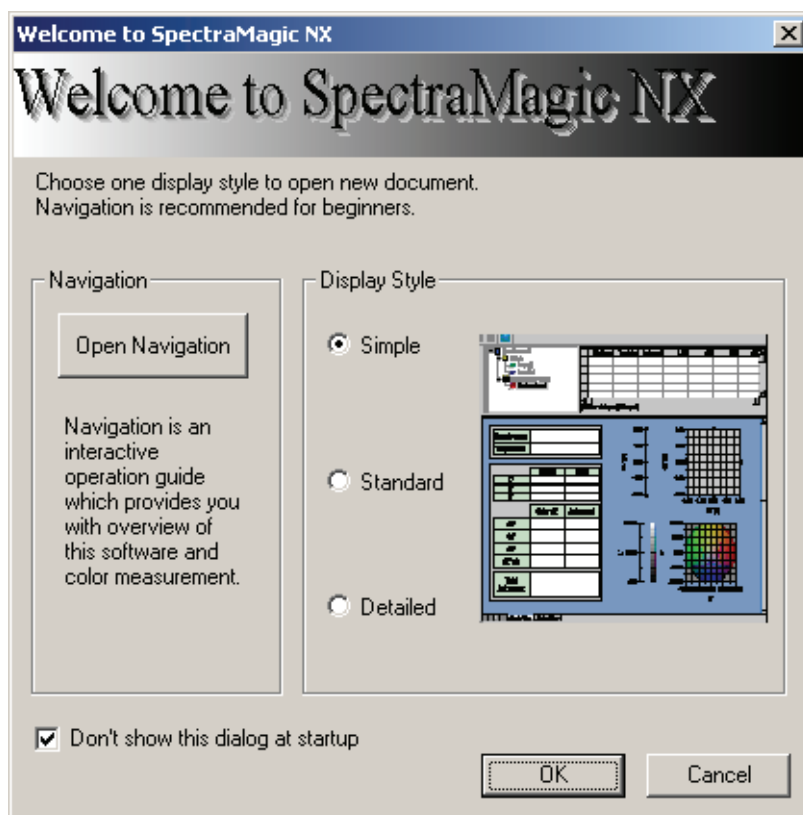 Welcome to SpectraMagic NX
Welcome to SpectraMagic NX
Choose one display style to open new document.
Navigation is recommended for beginners.
Navigation
Open Navigation
Navigation is an
interactive
operation guide
which provides you
with overview of
this software and
color measurement.
Display Style
Simple
Standard
Detailed
Don't show this dialog at startup
OK
Cancel